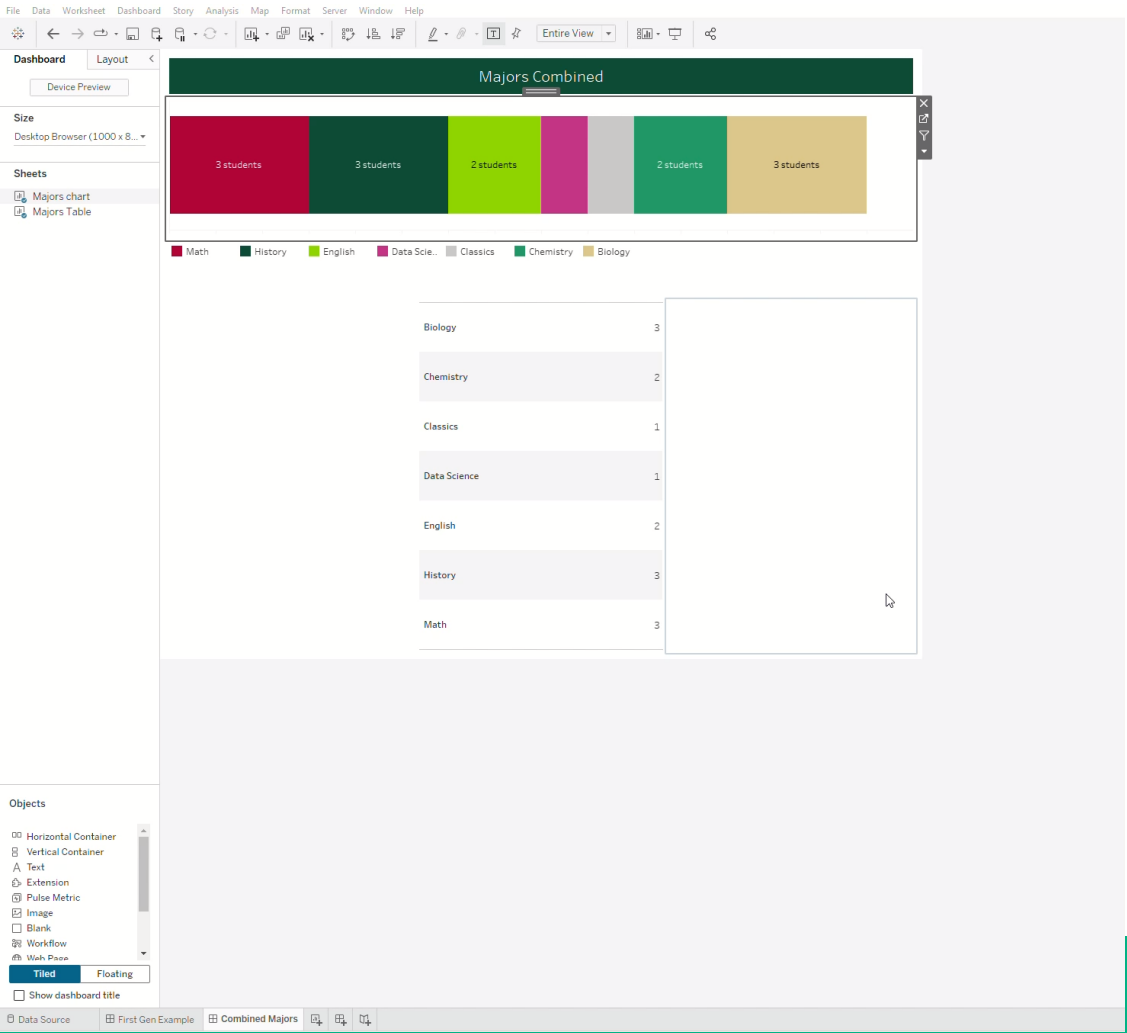 File Data Worksheet Dashboard Story Analysis Map Format Server Window Help
Entire View
Dashboard Layout
Device Preview
Size
Desktop Browser (1000 x 8...
Sheets
Majors chart
Majors Table
Majors Combined
3 students 3 students 2 students 2 students 3 students
Math History English Data Scie.. Classics Chemistry Biology
Biology 3
Chemistry 2
Classics 1
Data Science 1
English 2
History 3
Math 3
Objects
Horizontal Container
Vertical Container
A Text
Extension
Pulse Metric
Image
Blank
Workflow
Web Page
Tiled Floating
Show dashboard title
Data Source First Gen Example Combined Majors